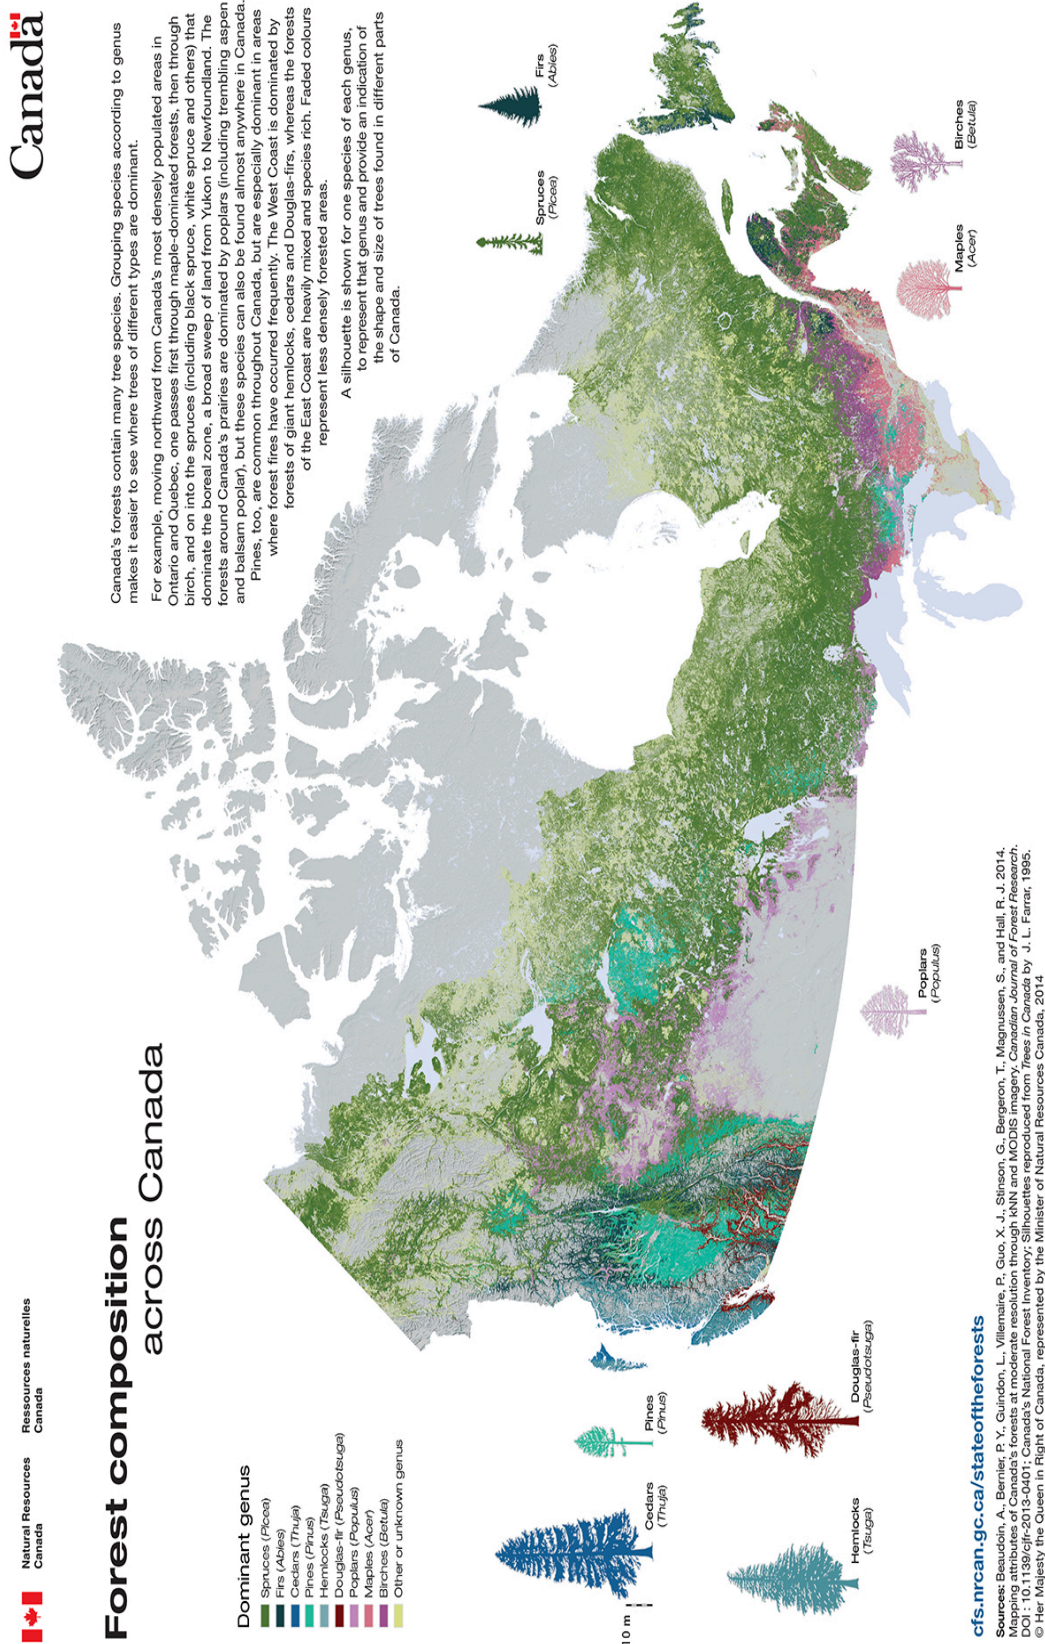 Natural Resources
Canada
Ressources naturelles
Canada
Canada
Forest composition
across Canada
Canada's forests contain many tree species. Grouping species according to genus
makes it easier to see where trees of different types are dominant.
For example, moving northward from Canada's most densely populated areas in
Ontario and Quebec, one passes first through maple-dominated forests, then through
birch, and on into the spruces (including black spruce, white spruce and others) that
dominate the boreal zone, a broad sweep of land from Yukon to Newfoundland. The
forests around Canada's prairies are dominated by poplars (including trembling aspen
and balsam poplar), but these species can also be found almost anywhere in Canada.
Pines, too, are common throughout Canada, but are especially dominant in areas
where forest fires have occurred frequently. The West Coast is dominated by
forests of giant hemlocks, cedars and Douglas-firs, whereas the forests
of the East Coast are heavily mixed and species rich. Faded colours
represent less densely forested areas.
A silhouette is shown for one species of each genus,
to represent that genus and provide an indication of
the shape and size of trees found in different parts
of Canada.
Dominant genus
Spruces (Picea)
Firs (Abies)
Cedars (Thuja)
Pines (Pinus)
Hemlocks (Tsuga)
Douglas-fir (Pseudotsuga)
Poplars (Populus)
Maples (Acer)
Birches (Betula)
Other or unknown genus
Spruces
(Picea)
Firs
(Abies)
10 m
Cedars
(Thuja)
Pines
(Pinus)
Hemlocks
(Tsuga)
Douglas-fir
(Pseudotsuga)
Poplars
(Populus)
Maples
(Acer)
Birches
(Betula)
cfs.nrcan.gc.ca/stateoftheforests
Sources: Beaudoin, A., Bernier, P. Y., Guindon, L., Villemaire, P., Guo, X. J., Stinson, G., Bergeron, T., Magnussen, S., and Hall, R. J. 2014.
Mapping attributes of Canada's forests at moderate resolution through kNN and MODIS imagery. Canadian Journal of Forest Research.
DOI : 10.1139/cjfr-2013-0401; Canada's National Forest Inventory; Silhouettes reproduced from Trees in Canada by J. L. Farrar, 1995.
© Her Majesty the Queen in Right of Canada, represented by the Minister of Natural Resources Canada, 2014